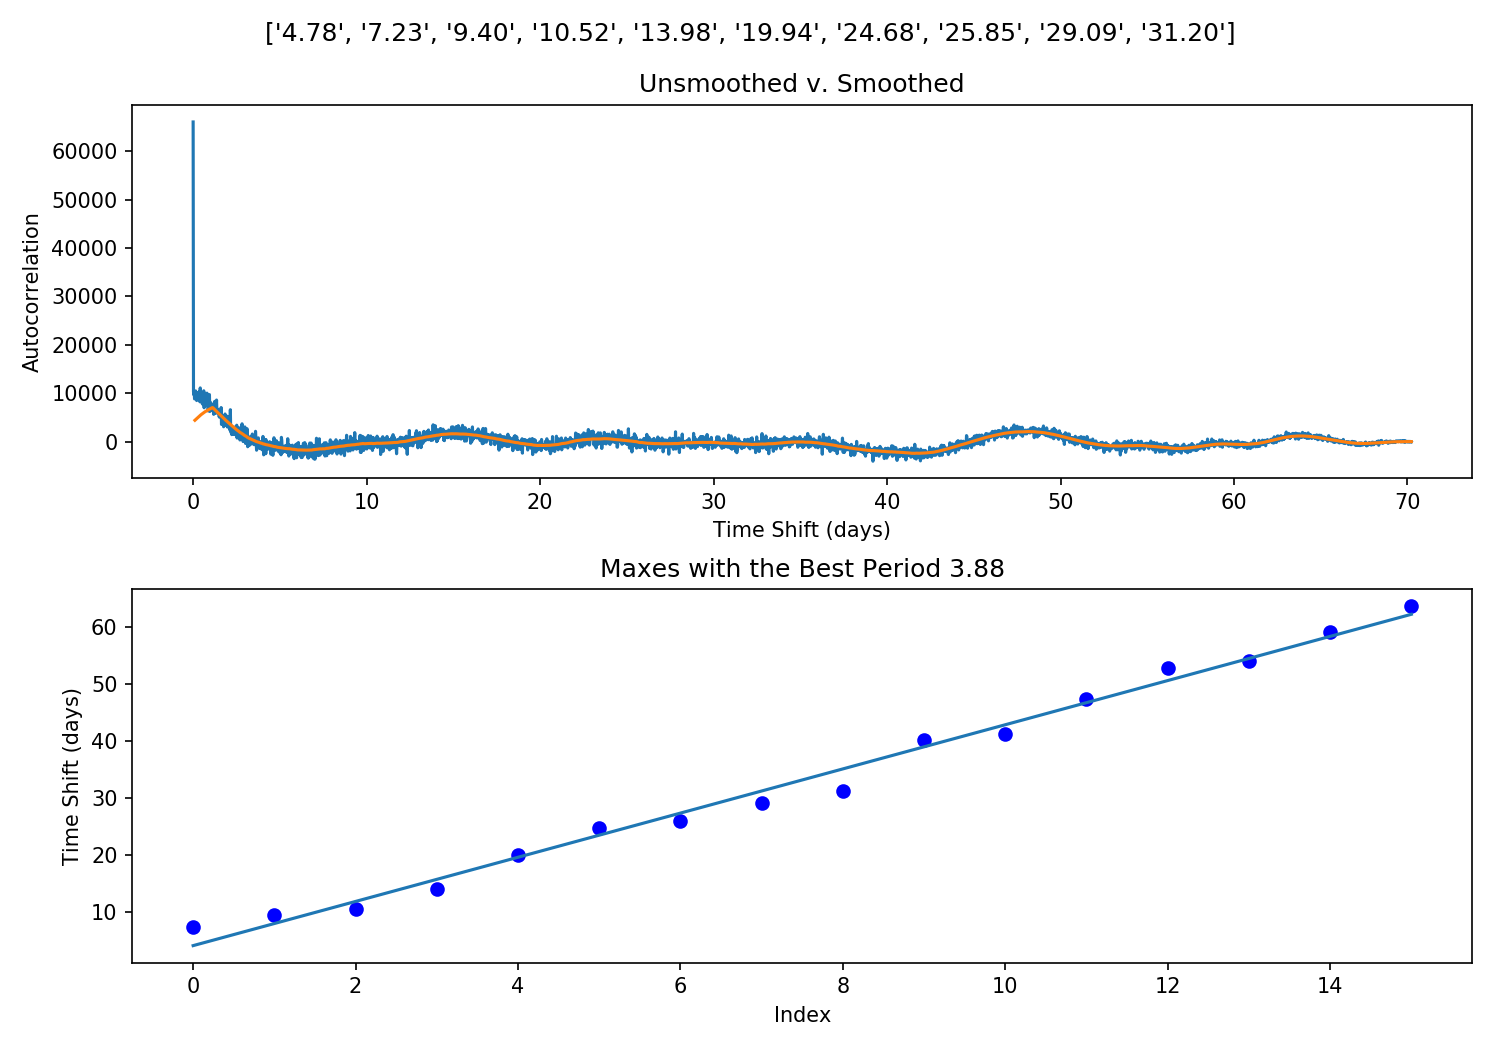 ['4.78', '7.23', '9.40', '10.52', '13.98', '19.94', '24.68', '25.85', '29.09', '31.20']
Unsmoothed v. Smoothed
Autocorrelation
60000
50000
40000
30000
20000
10000
0
0 10 20 30 40 50 60 70
Time Shift (days)
Maxes with the Best Period 3.88
Time Shift (days)
60
50
40
30
20
10
0 2 4 6 8 10 12 14
Index